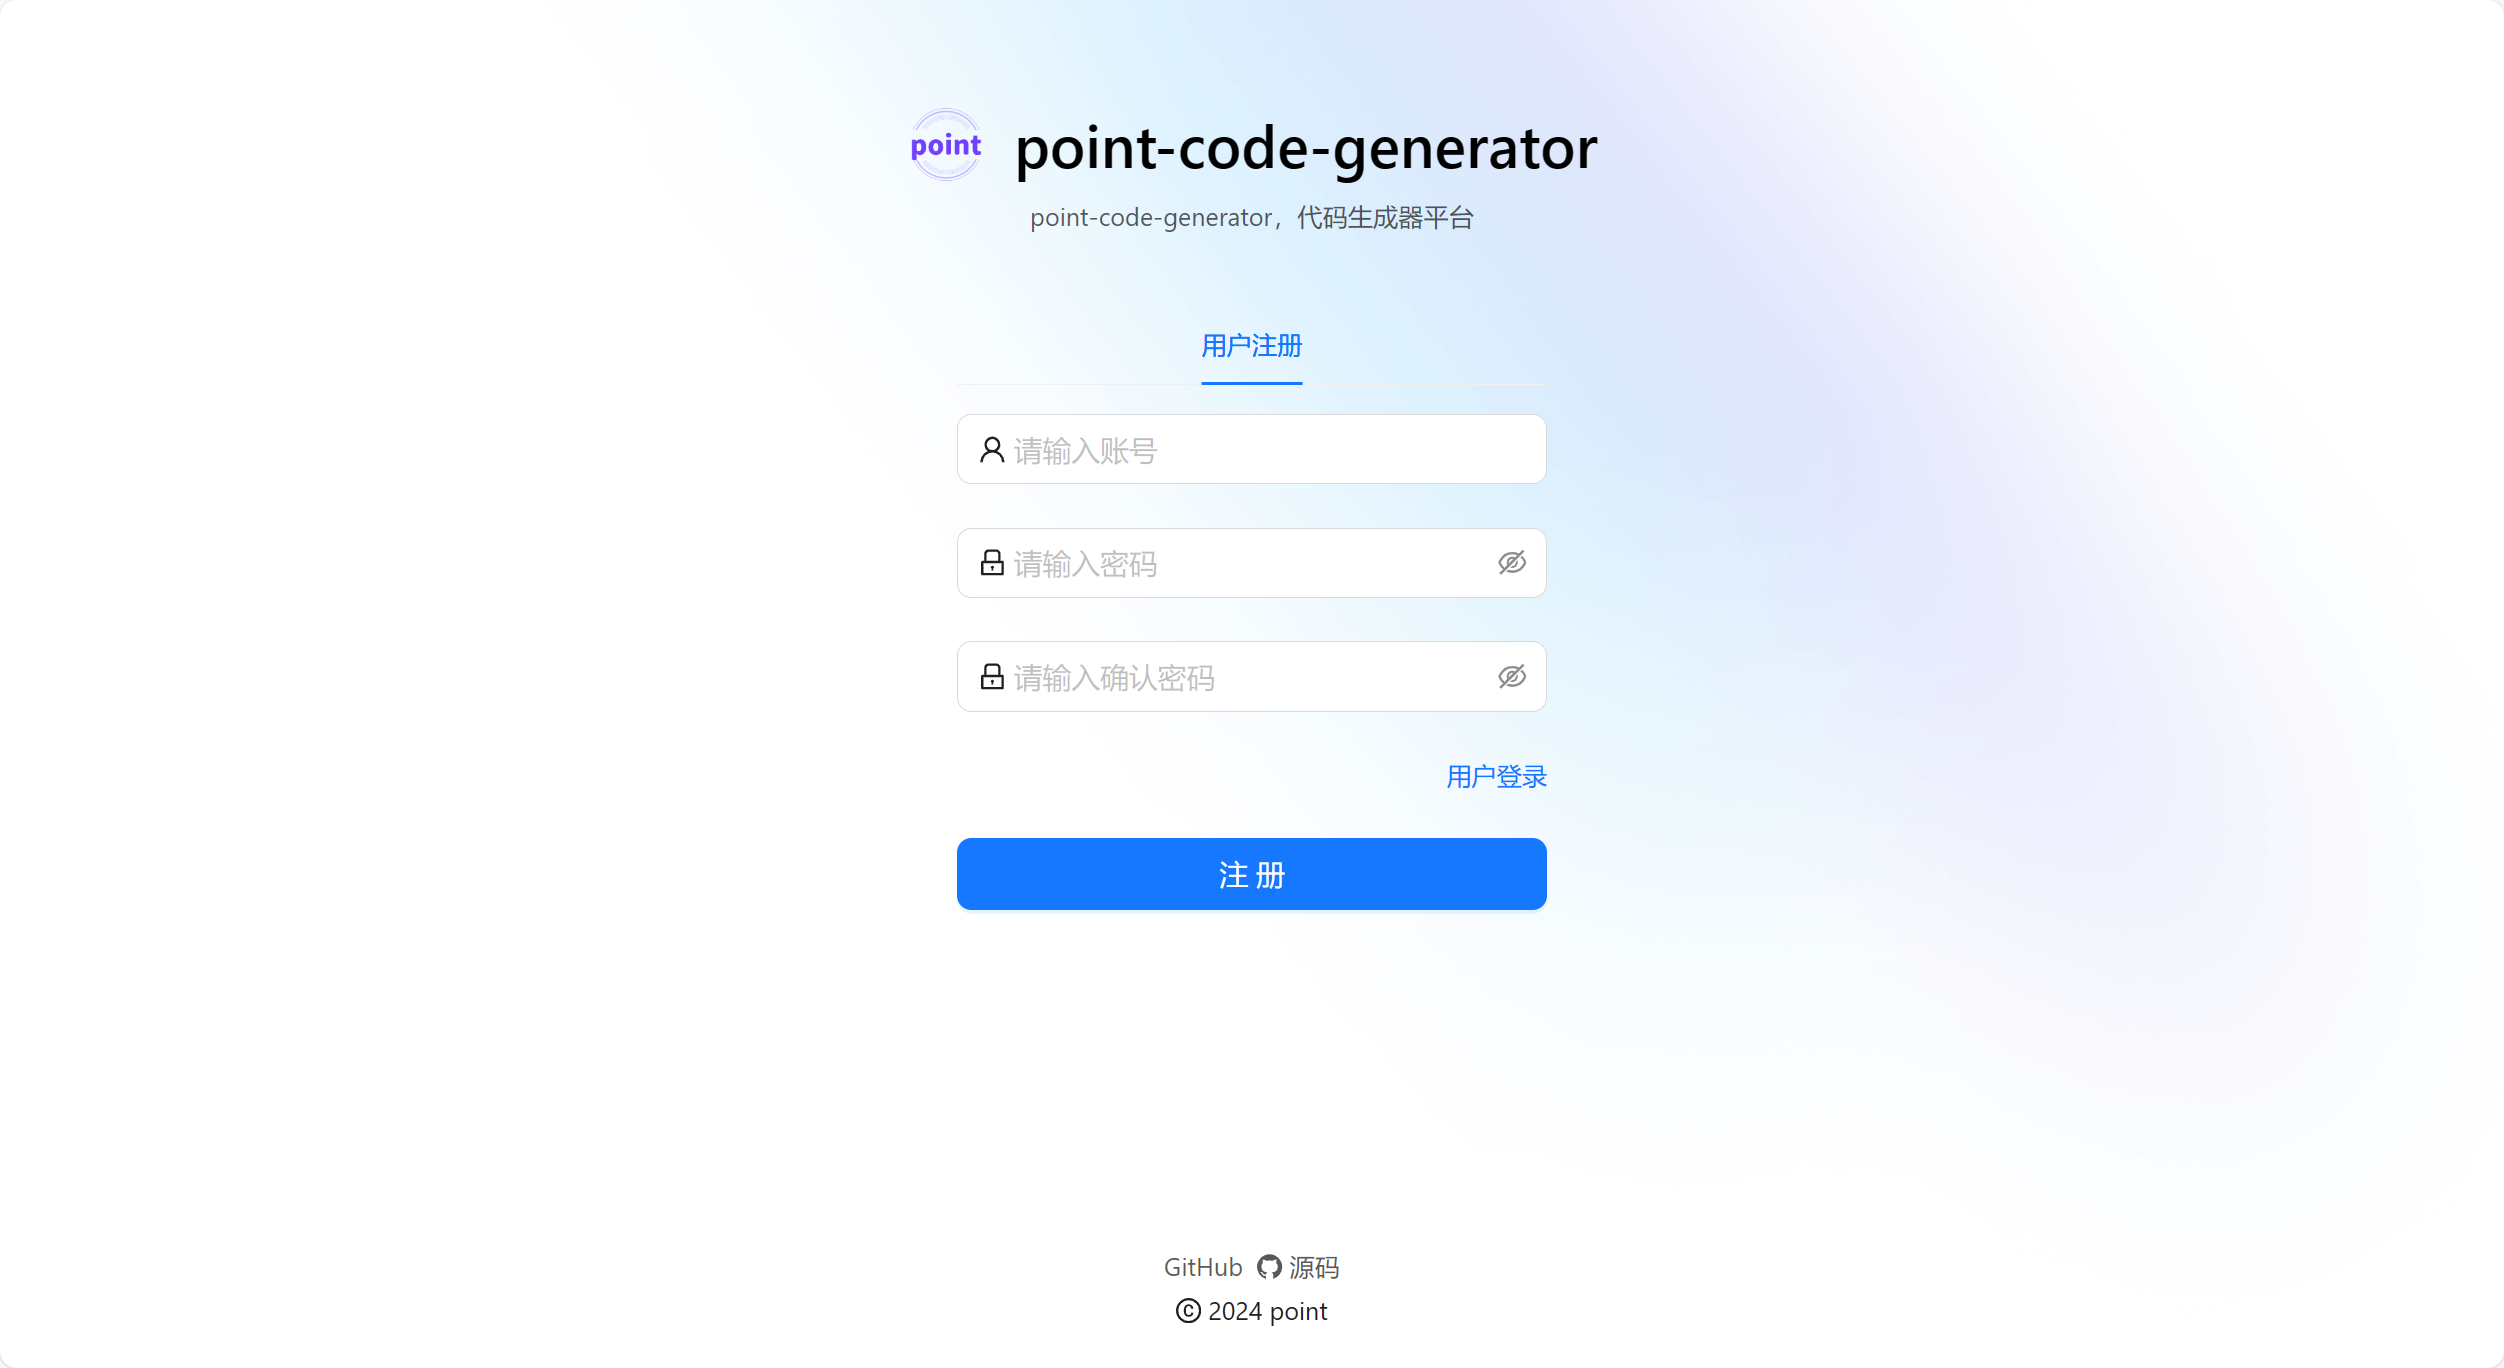 point
point-code-generator
point-code-generator，代码生成器平台
用户注册
请输入账号
请输入密码
请输入确认密码
用户登录
注 册
GitHub 源码
© 2024 point